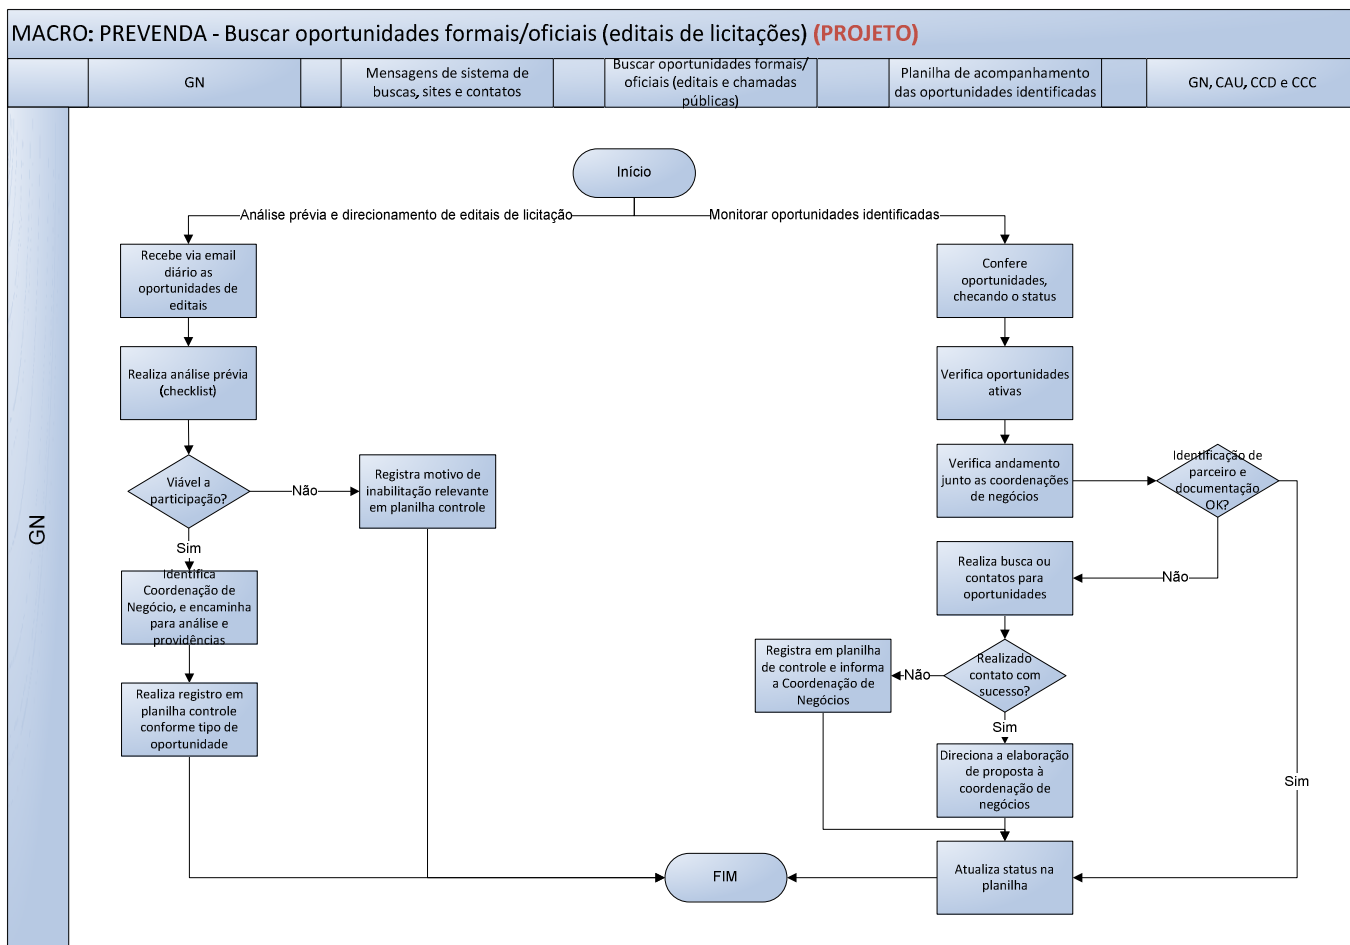 MACRO: PREVENDA - Buscar oportunidades formais/oficiais (editais de licitações) (PROJETO)
GN
Mensagens de sistema de
buscas, sites e contatos
Buscar oportunidades formais/
oficiais (editais e chamadas
públicas)
Planilha de acompanhamento
das oportunidades identificadas
GN, CAU, CCD e CCC
GN
Início
Análise prévia e direcionamento de editais de licitação
Monitorar oportunidades identificadas
Recebe via email
diário as
oportunidades de
editais
Realiza análise prévia
(checklist)
Viável a
participação?
Não
Registra motivo de
inabilitação relevante
em planilha controle
Sim
Identifica
Coordenação de
Negócio, e encaminha
para análise e
providências
Realiza registro em
planilha controle
conforme tipo de
oportunidade
Confere
oportunidades,
checando o status
Verifica oportunidades
ativas
Verifica andamento
junto as coordenações
de negócios
Identificação de
parceiro e
documentação
OK?
Não
Realiza busca ou
contatos para
oportunidades
Realizado
contato com
sucesso?
Não
Registra em planilha
de controle e informa
a Coordenação de
Negócios
Sim
Direciona a elaboração
de proposta à
coordenação de
negócios
Sim
Atualiza status na
planilha
FIM